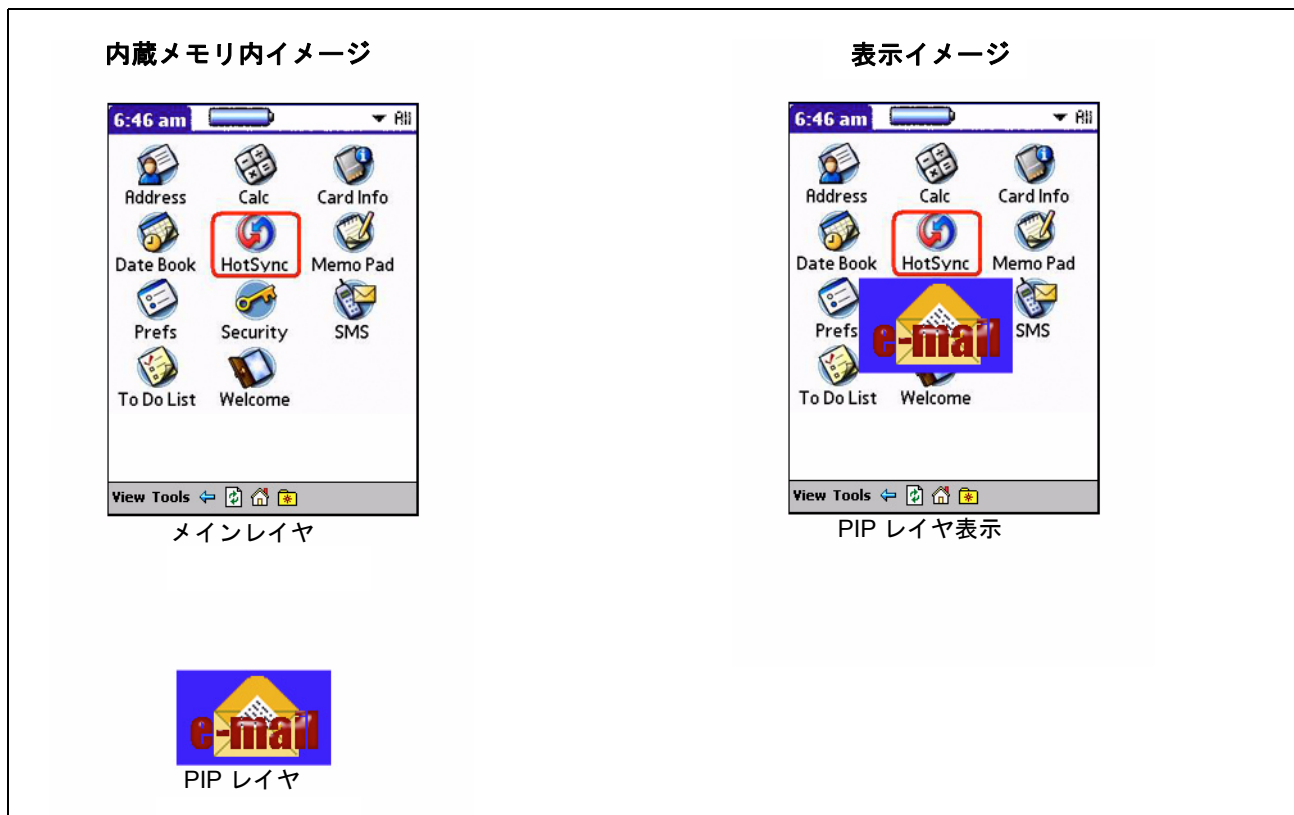 内蔵メモリ内イメージ
6:46 am All
Address Calc Card Info
Date Book HotSync Memo Pad
Prefs Security SMS
To Do List Welcome
View Tools
メインレイヤ
e-mail
PIP レイヤ
表示イメージ
6:46 am All
Address Calc Card Info
Date Book HotSync Memo Pad
Prefs e-mail SMS
To Do List Welcome
View Tools
PIP レイヤ表示